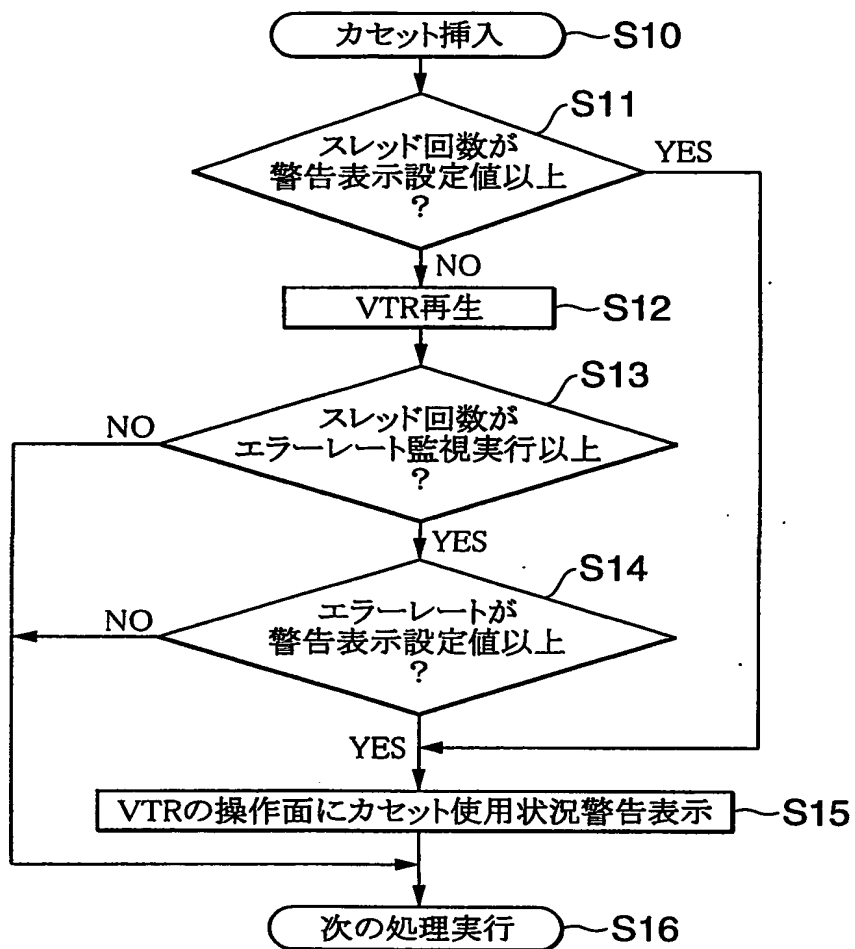 カセット挿入
S10
S11
スレッド回数が
警告表示設定値以上
?
YES
NO
VTR再生
S12
S13
スレッド回数が
エラーレート監視実行以上
?
NO
YES
S14
エラーレートが
警告表示設定値以上
?
NO
YES
VTRの操作面にカセット使用状況警告表示
S15
次の処理実行
S16